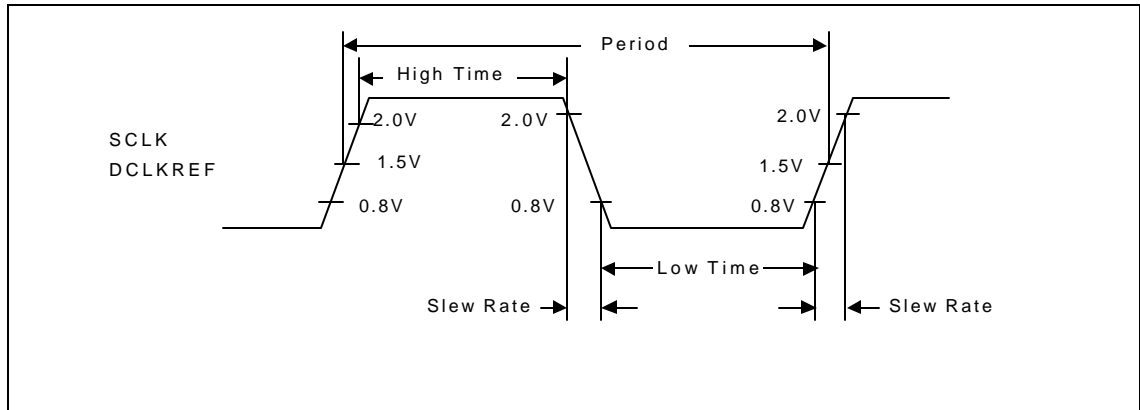 Period
High Time
2.0V
2.0V
2.0V
SCLK
DCLKREF
1.5V
1.5V
0.8V
0.8V
0.8V
Low Time
Slew Rate
Slew Rate